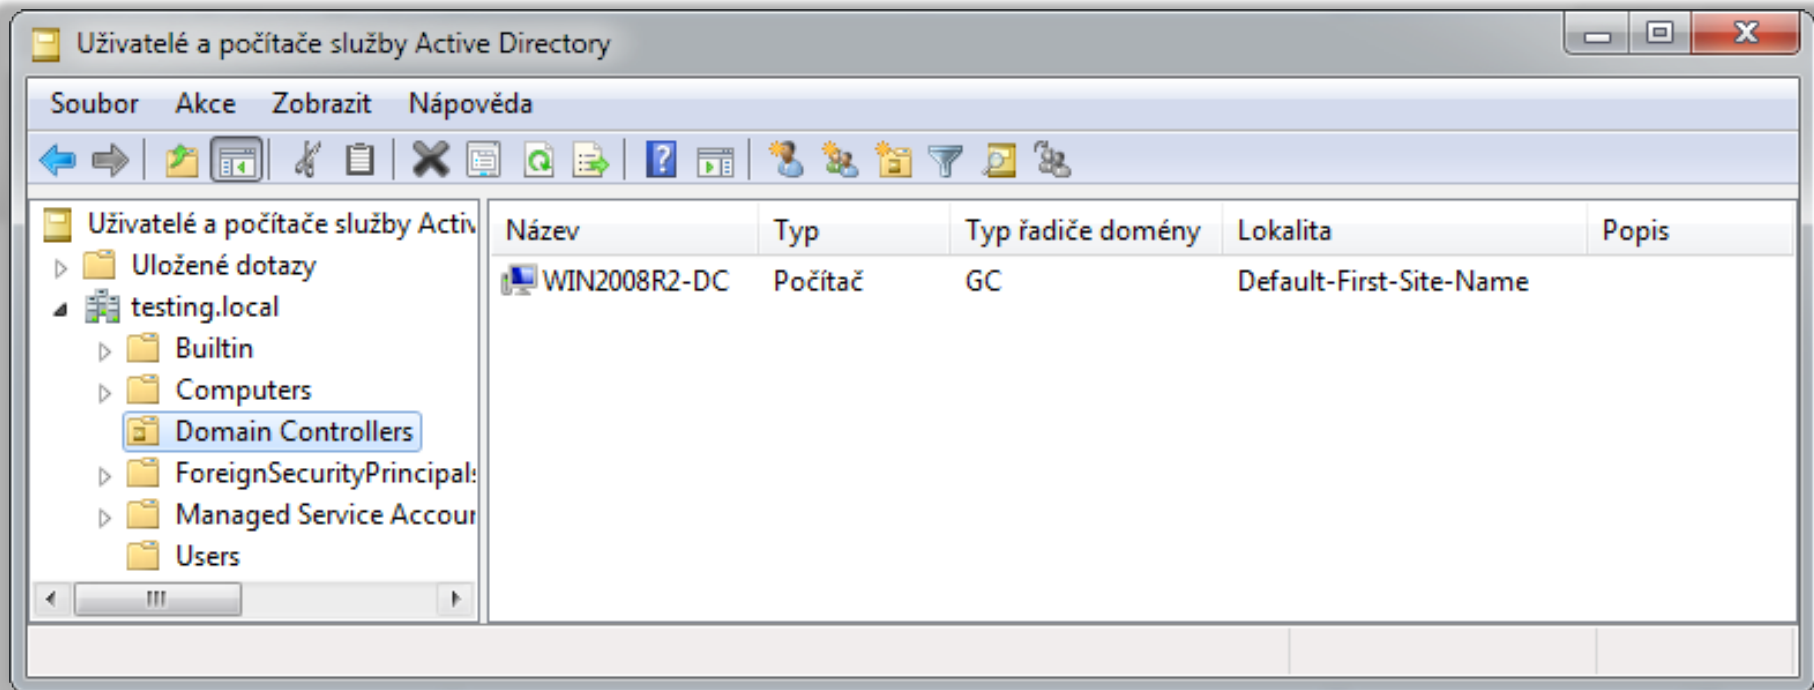 Uživatelé a počítače služby Active Directory
Soubor Akce Zobrazit Nápověda
Uživatelé a počítače služby Activ
Uložené dotazy
testing.local
Builtin
Computers
Domain Controllers
ForeignSecurityPrincipals
Managed Service Accour
Users
Název Typ Typ řadiče domény Lokalita Popis
WIN2008R2-DC Počítač GC Default-First-Site-Name